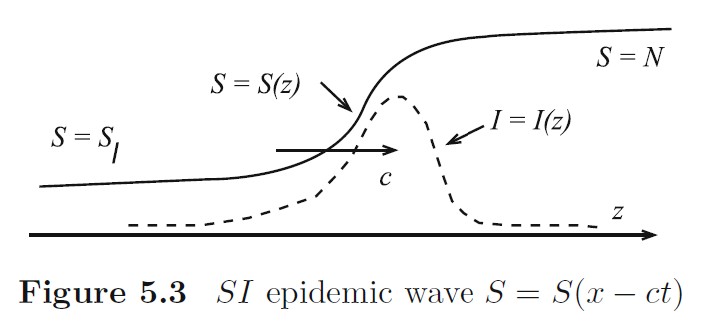 S = S(z)
S = N
S = S_l
I = I(z)
c
z
Figure 5.3 SI epidemic wave S = S(x − ct)